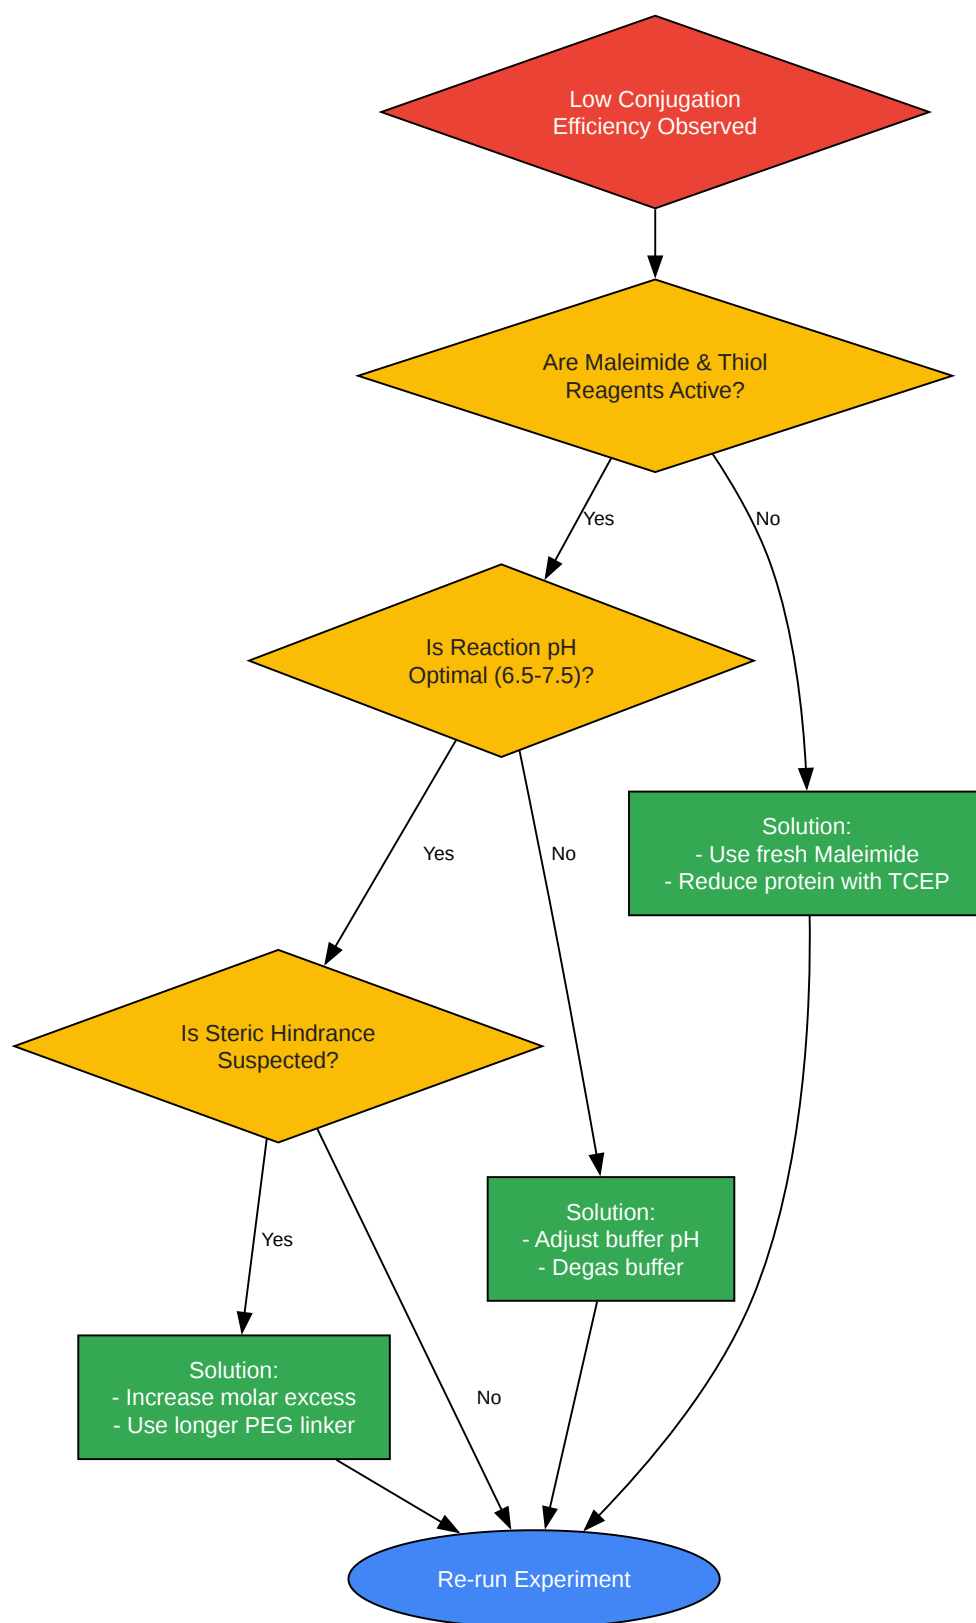 Low Conjugation
Efficiency Observed
Are Maleimide & Thiol
Reagents Active?
Yes
No
Is Reaction pH
Optimal (6.5-7.5)?
Yes
No
Solution:
- Use fresh Maleimide
- Reduce protein with TCEP
Is Steric Hindrance
Suspected?
Yes
No
Solution:
- Adjust buffer pH
- Degas buffer
Solution:
- Increase molar excess
- Use longer PEG linker
Re-run Experiment